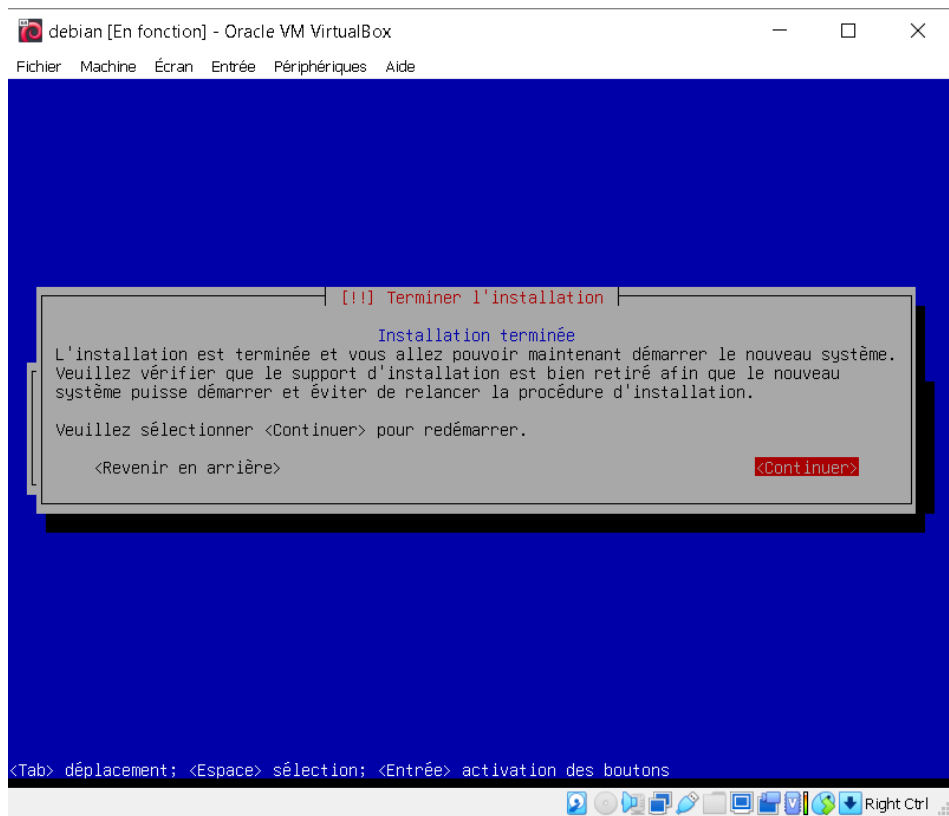 debian [En fonction] - Oracle VM VirtualBox
Fichier Machine Écran Entrée Périphériques Aide
[!!] Terminer l'installation
Installation terminée
L'installation est terminée et vous allez pouvoir maintenant démarrer le nouveau système.
Veuillez vérifier que le support d'installation est bien retiré afin que le nouveau
système puisse démarrer et éviter de relancer la procédure d'installation.
Veuillez sélectionner <Continuer> pour redémarrer.
<Revenir en arrière> <Continuer>
<Tab> déplacement; <Espace> sélection; <Entrée> activation des boutons
Right Ctrl